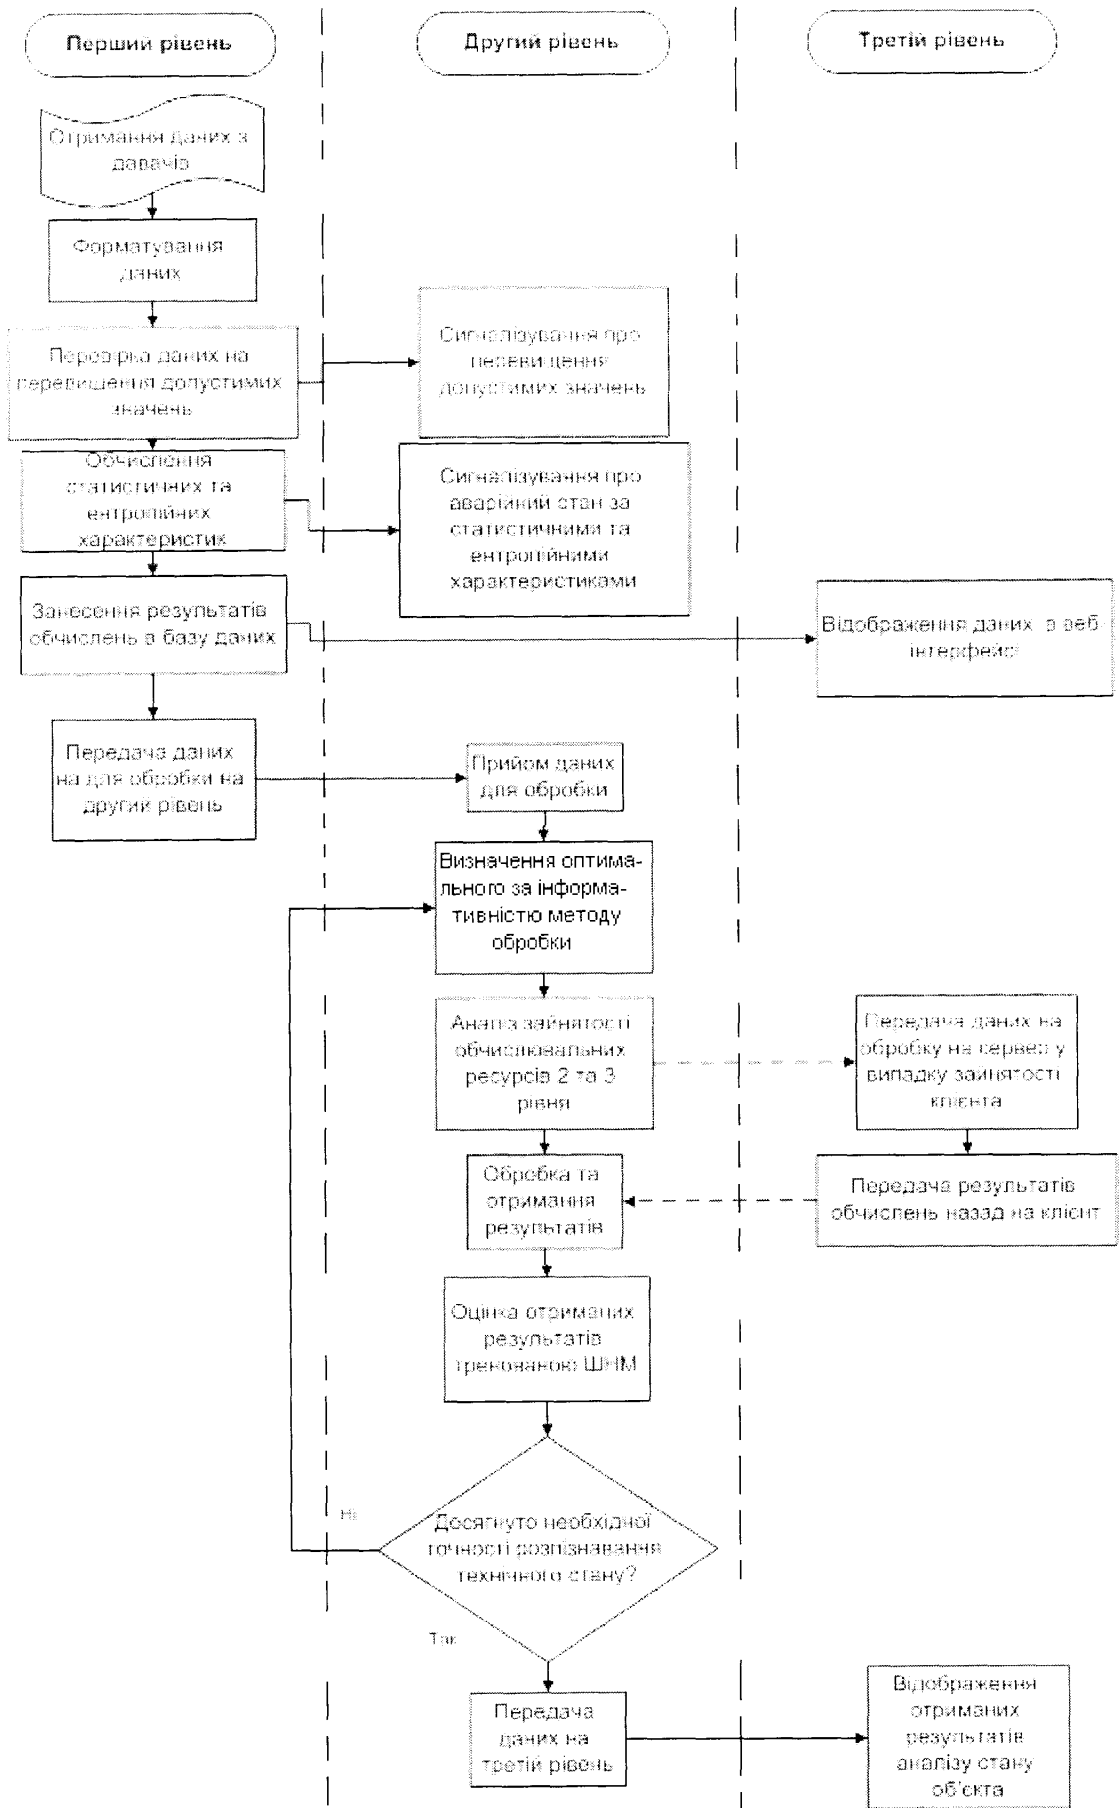 Перший рівень
Другий рівень
Третій рівень
Отримання даних з
давачів
Форматування
даних
Перевірка даних на
перевищення допустимих
значень
Сигналізування про
перевищення
допустимих значень
Обчислення
статистичних та
ентропійних
характеристик
Сигналізування про
аварійний стан за
статистичними та
ентропійними
характеристиками
Занесення результатів
обчислень в базу даних
Відображення даних в веб
інтерфейсі
Передача даних
на для обробки на
другий рівень
Прийом даних
для обробки
Визначення оптима-
льного за інформа-
тивністю методу
обробки
Аналіз зайнятості
обчислювальних
ресурсів 2 та 3
рівня
Передача даних на
обробку на сервер у
випадку зайнятості
клієнта
Обробка та
отримання
результатів
Передача результатів
обчислень назад на клієнт
Оцінка отриманих
результатів
тренованою ШНМ
Ні
Досягнуто необхідної
точності розпізнавання
технічного стану?
Так
Передача
даних на
третій рівень
Відображення
отриманих
результатів
аналізу стану
об'єкта